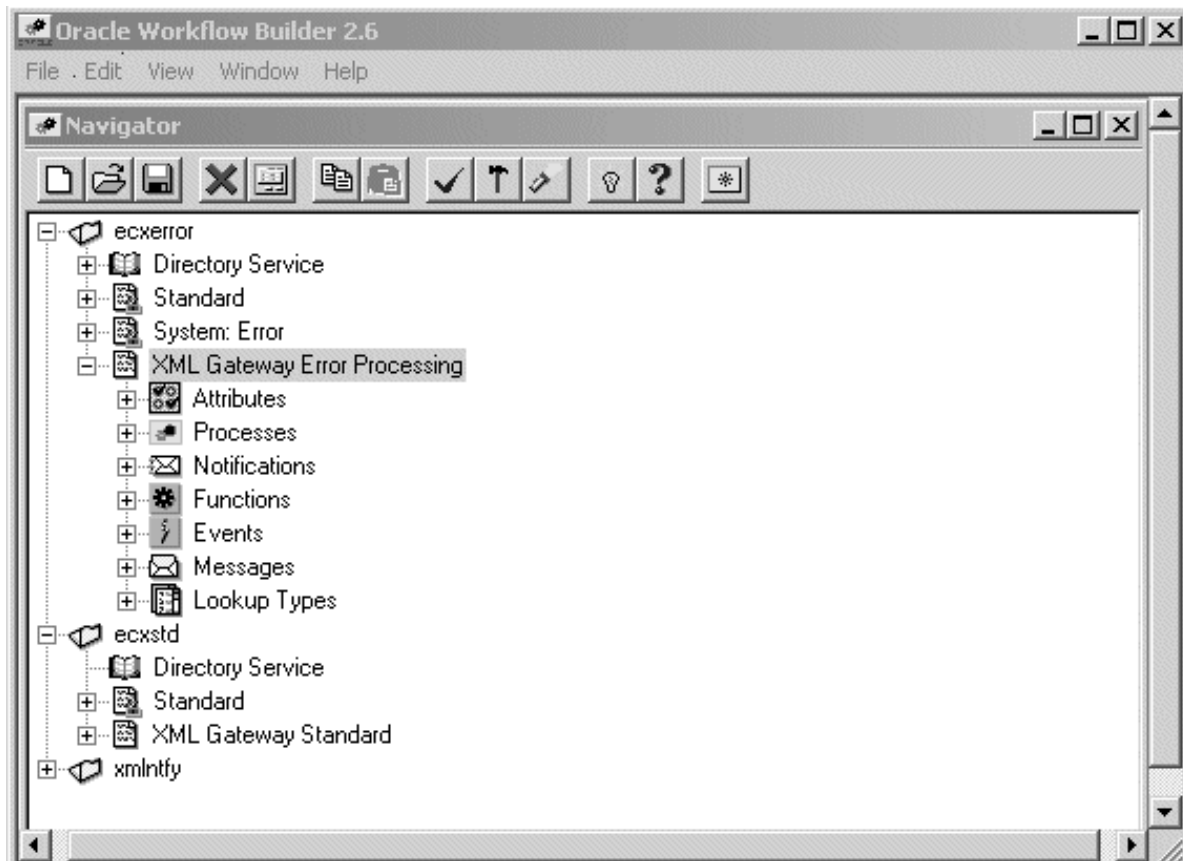 Oracle Workflow Builder 2.6
File Edit View Window Help
Navigator
ecxerror
Directory Service
Standard
System: Error
XML Gateway Error Processing
Attributes
Processes
Notifications
Functions
Events
Messages
Lookup Types
ecxstd
Directory Service
Standard
XML Gateway Standard
xmlntfy